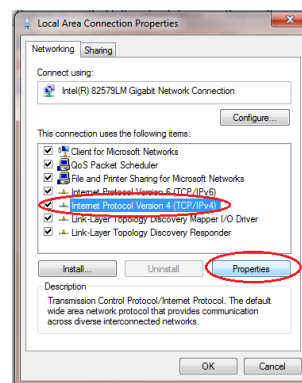 Local Area Connection Properties
Networking Sharing
Connect using:
Intel(R) 82579LM Gigabit Network Connection
Configure...
This connection uses the following items:
Client for Microsoft Networks
QoS Packet Scheduler
File and Printer Sharing for Microsoft Networks
Internet Protocol Version 6 (TCP/IPv6)
Internet Protocol Version 4 (TCP/IPv4)
Link-Layer Topology Discovery Mapper I/O Driver
Link-Layer Topology Discovery Responder
Install... Uninstall Properties
Description
Transmission Control Protocol/Internet Protocol. The default
wide area network protocol that provides communication
across diverse interconnected networks.
OK Cancel